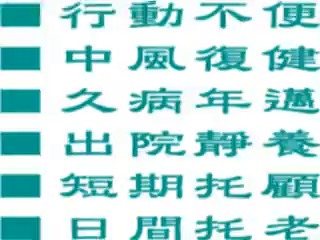 行動不便
中風復健
久病年邁
出院靜養
短期托顧
日間托老